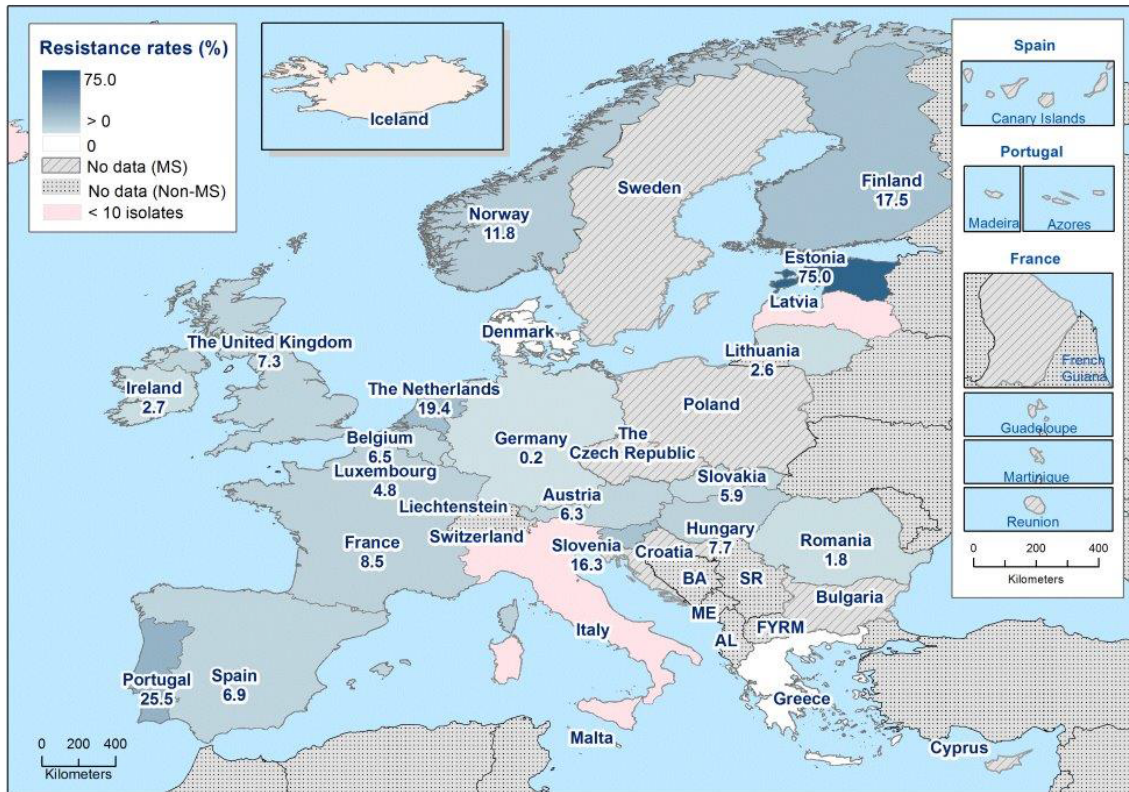 Resistance rates (%)
75.0
> 0
0
No data (MS)
No data (Non-MS)
< 10 isolates
Iceland
Spain
Canary Islands
Portugal
Madeira
Azores
France
French
Guiana
Guadeloupe
Martinique
Reunion
0 200 400
Kilometers
Sweden
Finland
17.5
Norway
11.8
Estonia
75.0
Latvia
Denmark
Lithuania
2.6
The United Kingdom
7.3
Ireland
2.7
The Netherlands
19.4
Poland
Belgium
6.5
Germany
0.2
The
Czech Republic
Luxembourg
4.8
Slovakia
5.9
Liechtenstein
Austria
6.3
Switzerland
Hungary
7.7
Romania
1.8
France
8.5
Slovenia
16.3
Croatia
BA
SR
Bulgaria
ME
FYRM
AL
Italy
Portugal
25.5
Spain
6.9
Greece
Malta
Cyprus
0 200 400
Kilometers